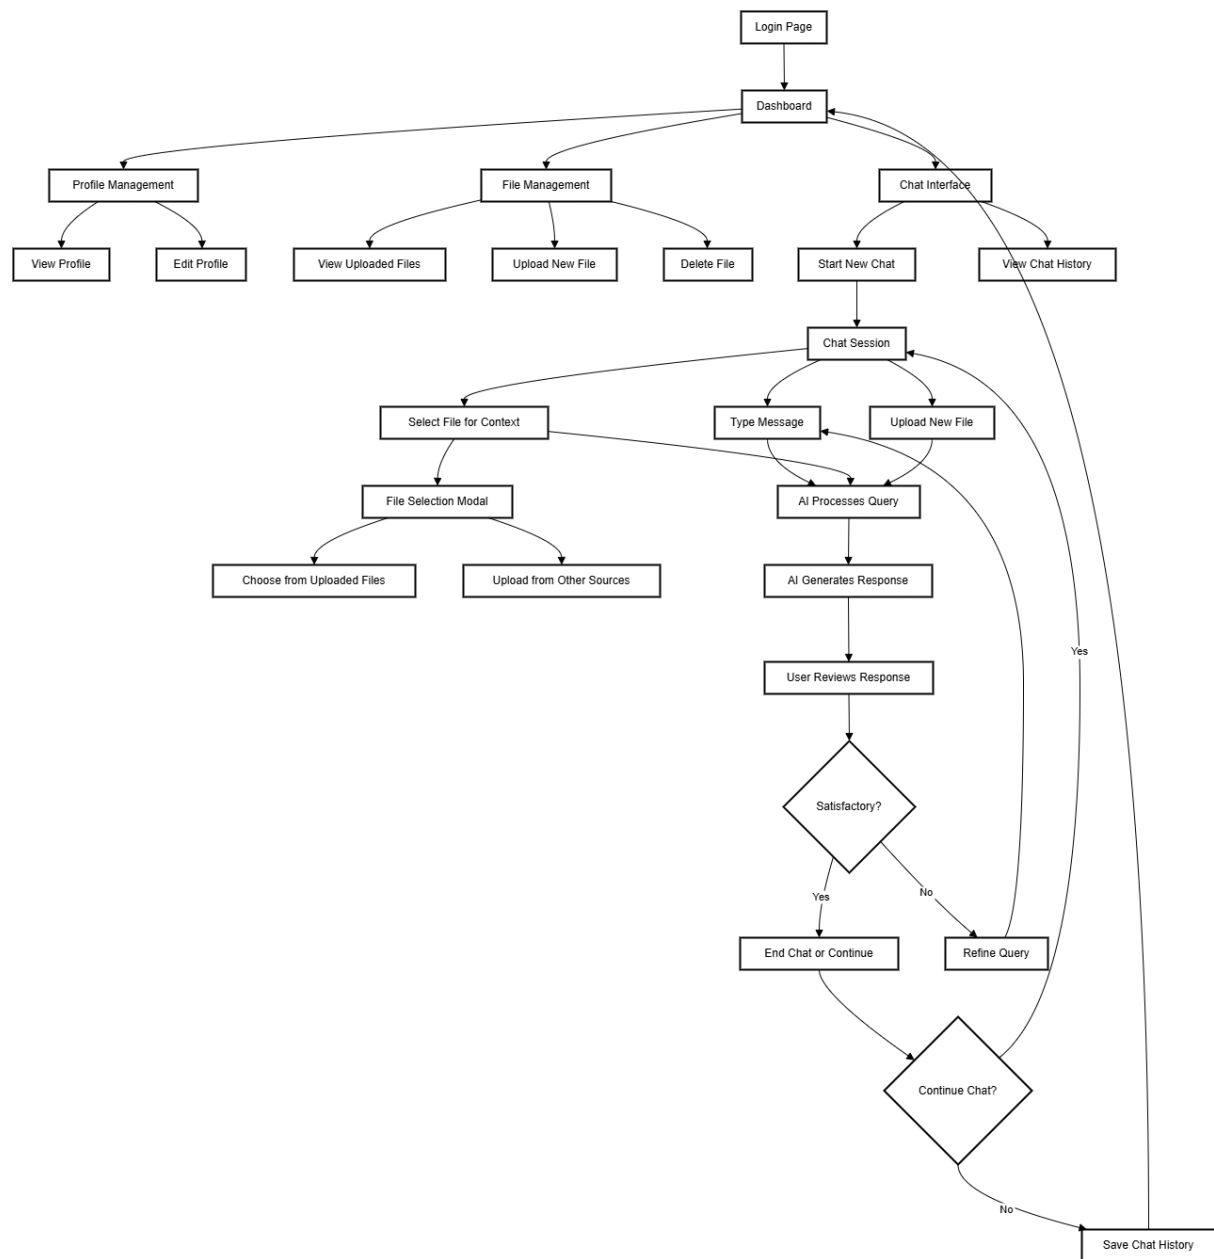 Login Page
Dashboard
Profile Management
File Management
Chat Interface
View Profile
Edit Profile
View Uploaded Files
Upload New File
Delete File
Start New Chat
View Chat History
Chat Session
Select File for Context
Type Message
Upload New File
File Selection Modal
AI Processes Query
Choose from Uploaded Files
Upload from Other Sources
AI Generates Response
Yes
User Reviews Response
Satisfactory?
Yes
No
End Chat or Continue
Refine Query
Continue Chat?
No
Save Chat History